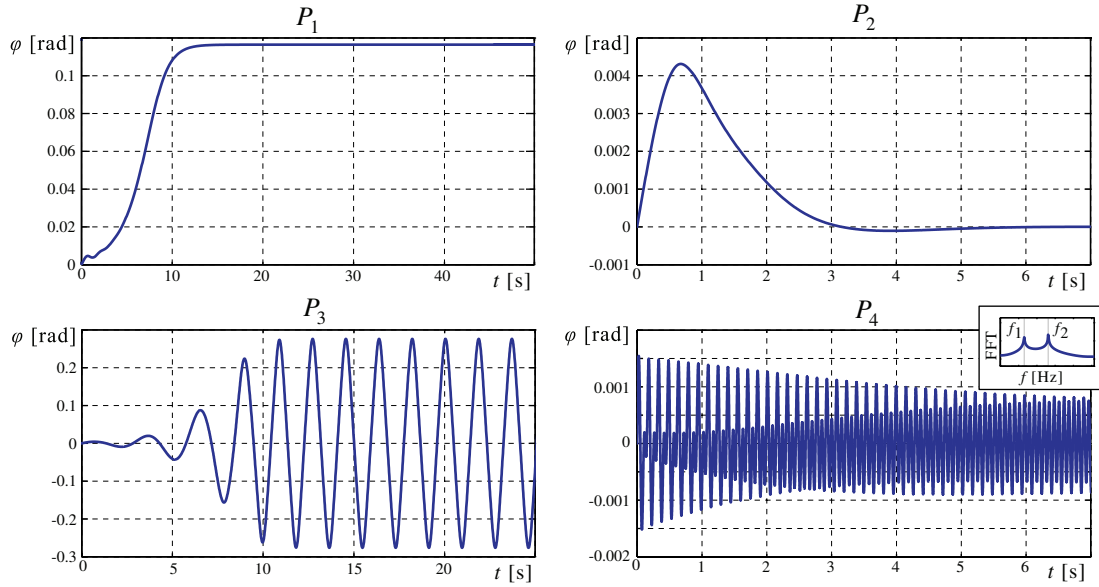 P1
φ [rad]
0.1
0.08
0.06
0.04
0.02
0
0 10 20 30 40
t [s]
P2
φ [rad]
0.004
0.003
0.001
0
-0.001
0 1 2 3 4 5 6
t [s]
P3
φ [rad]
0.2
0.1
0
-0.1
-0.2
-0.3
0 5 10 15 20
t [s]
P4
φ [rad]
0.001
0
-0.001
-0.002
0 1 2 3 4 5 6
t [s]
FFT
f1 f2
f [Hz]